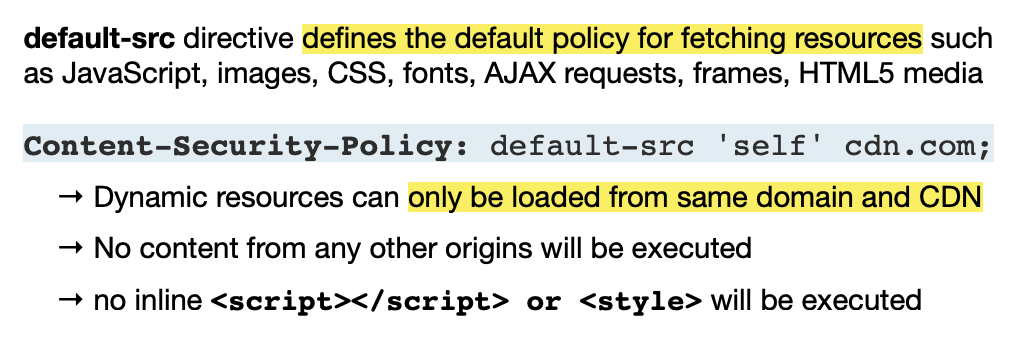 default-src directive defines the default policy for fetching resources such
as JavaScript, images, CSS, fonts, AJAX requests, frames, HTML5 media
Content-Security-Policy: default-src 'self' cdn.com;
→ Dynamic resources can only be loaded from same domain and CDN
→ No content from any other origins will be executed
→ no inline <script></script> or <style> will be executed